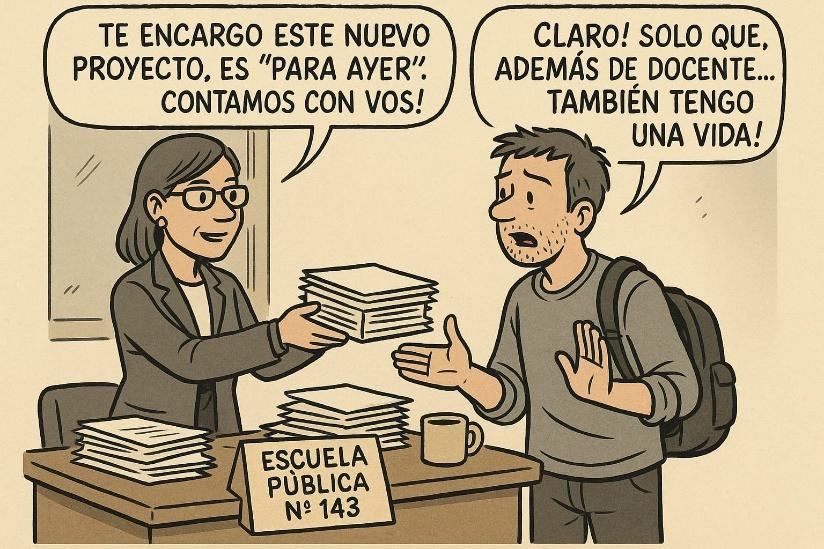 TE ENCARGO ESTE NUEVO
PROYECTO, ES "PARA AYER".
CONTAMOS CON VOS!
CLARO! SOLO QUE,
ADEMÁS DE DOCENTE...
TAMBIÉN TENGO
UNA VIDA!
ESCUELA
PÙBLICA
Nº 143